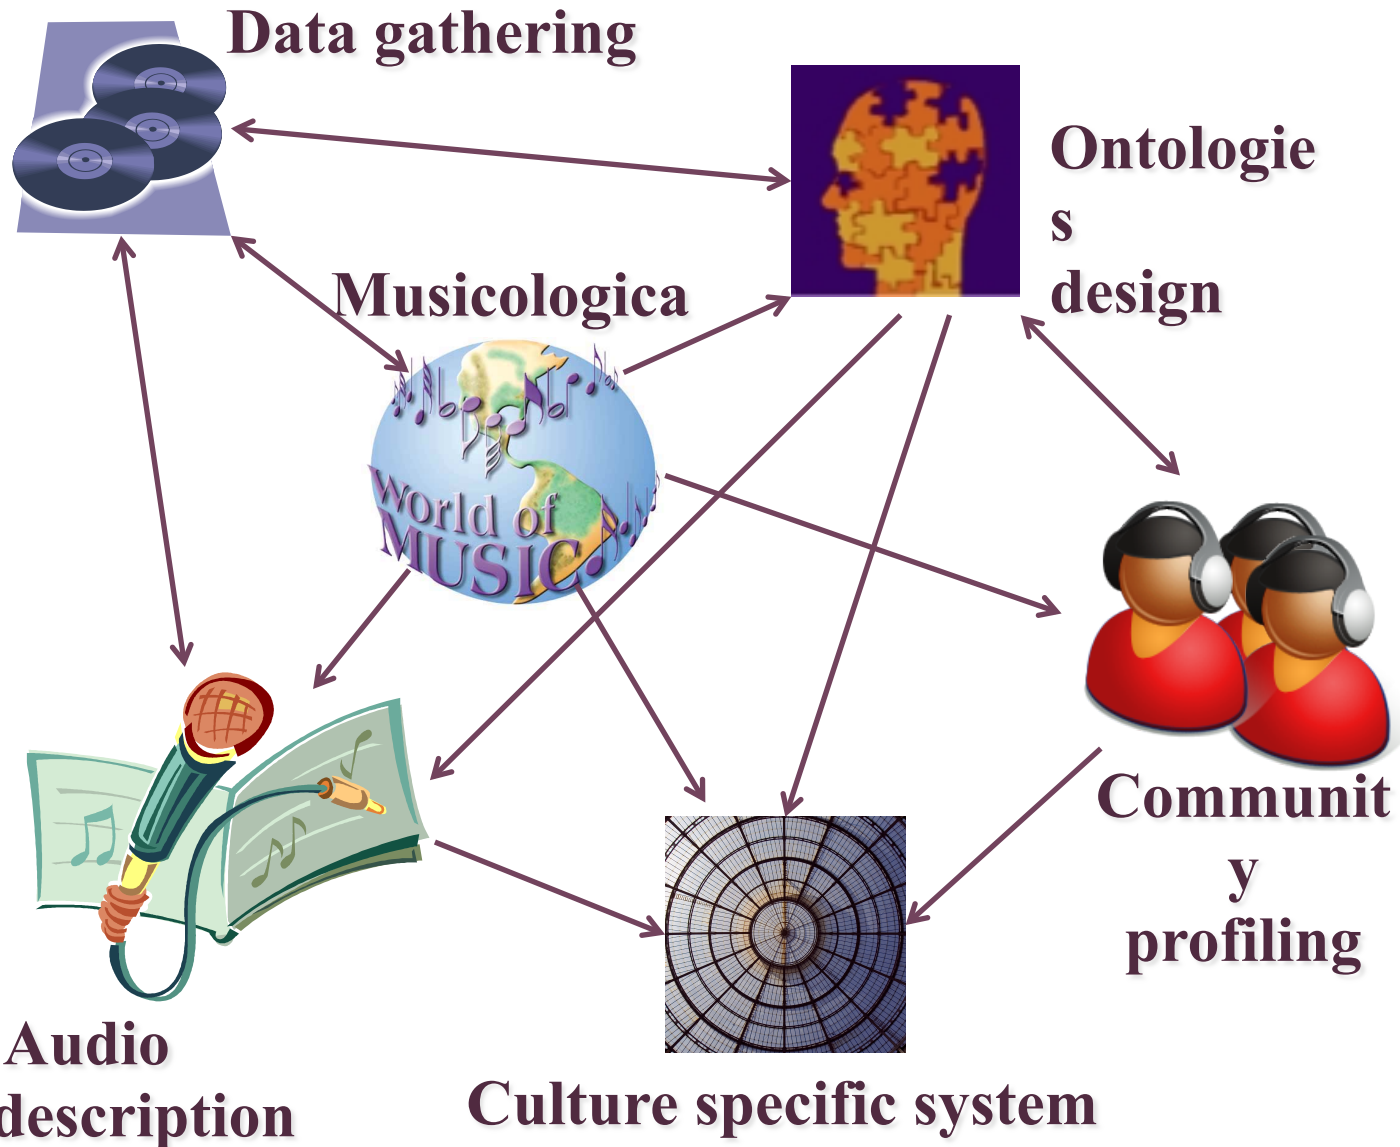 Data gathering
Ontologie
s
design
Musicologica
World of
MUSIC
Communit
y
profiling
Audio
description
Culture specific system